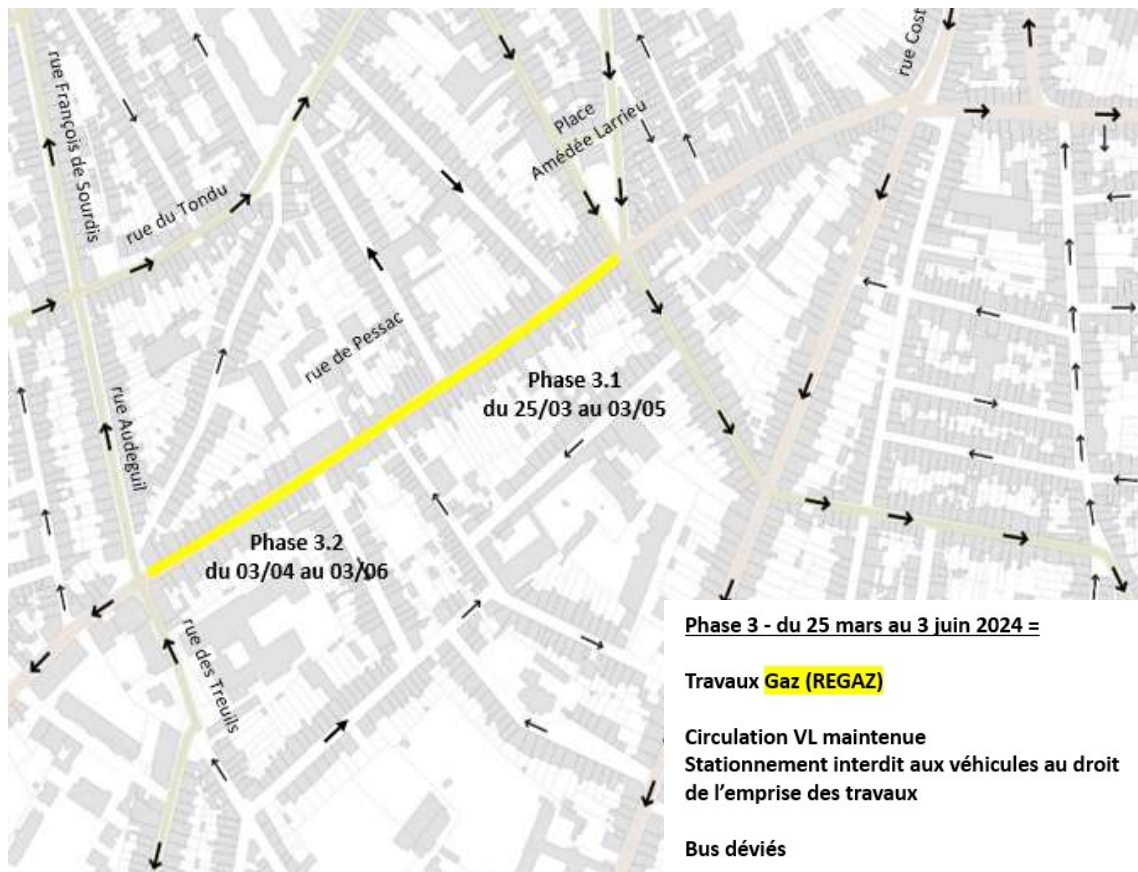 rue François de Sourdis
rue du Tondu
Place
Amédée Larrieu
rue Cost
rue de Pessac
rue Audeguil
Phase 3.1
du 25/03 au 03/05
Phase 3.2
du 03/04 au 03/06
rue des Treuils
Phase 3 - du 25 mars au 3 juin 2024 =
Travaux Gaz (REGAZ)
Circulation VL maintenue
Stationnement interdit aux véhicules au droit
de l’emprise des travaux
Bus déviés